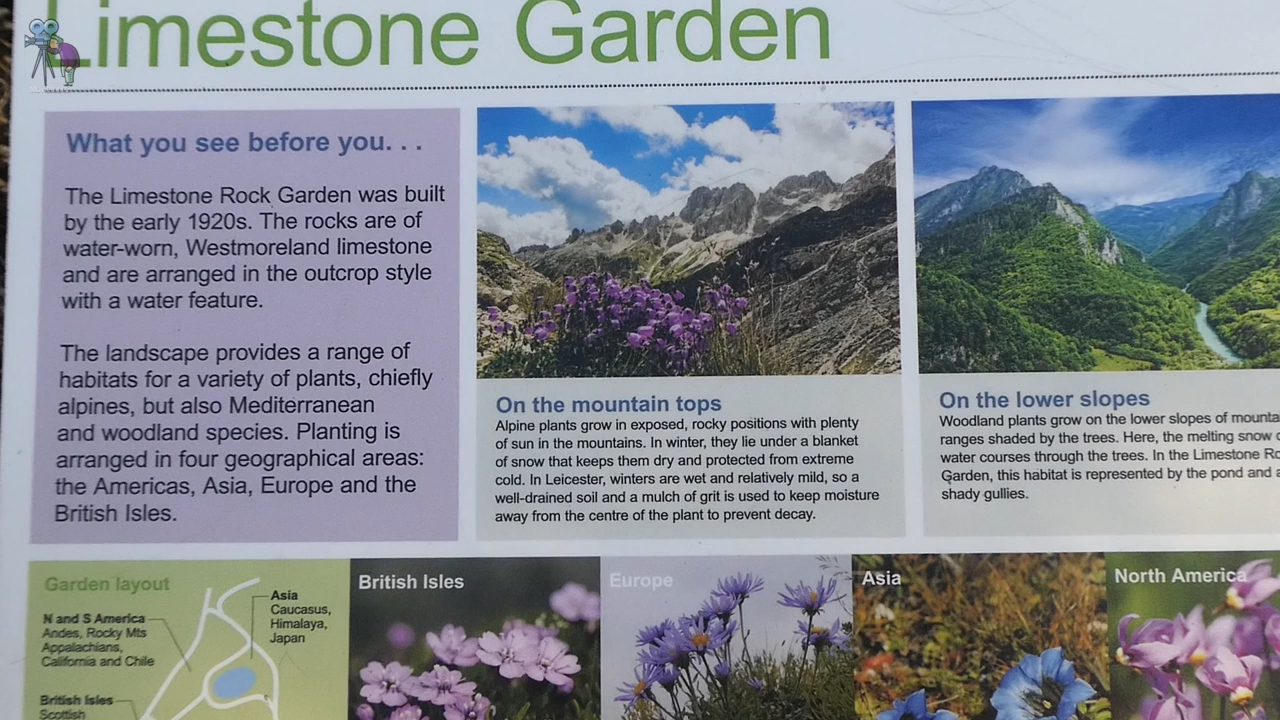 Limestone Garden
What you see before you. . .
The Limestone Rock Garden was built
by the early 1920s. The rocks are of
water-worn, Westmoreland limestone
and are arranged in the outcrop style
with a water feature.
The landscape provides a range of
habitats for a variety of plants, chiefly
alpines, but also Mediterranean
and woodland species. Planting is
arranged in four geographical areas:
the Americas, Asia, Europe and the
British Isles.
On the mountain tops
Alpine plants grow in exposed, rocky positions with plenty
of sun in the mountains. In winter, they lie under a blanket
of snow that keeps them dry and protected from extreme
cold. In Leicester, winters are wet and relatively mild, so a
well-drained soil and a mulch of grit is used to keep moisture
away from the centre of the plant to prevent decay.
On the lower slopes
Woodland plants grow on the lower slopes of
ranges shaded by the trees. Here, the melting snow
water courses through the trees. In the Limestone
Garden, this habitat is represented by the pond and
shady gullies.
Garden layout
N and S America
Andes, Rocky Mts
Appalachians,
California and Chile
Asia
Caucasus,
Himalaya,
Japan
British Isles
Scottish
British Isles
Europe
Asia
North America